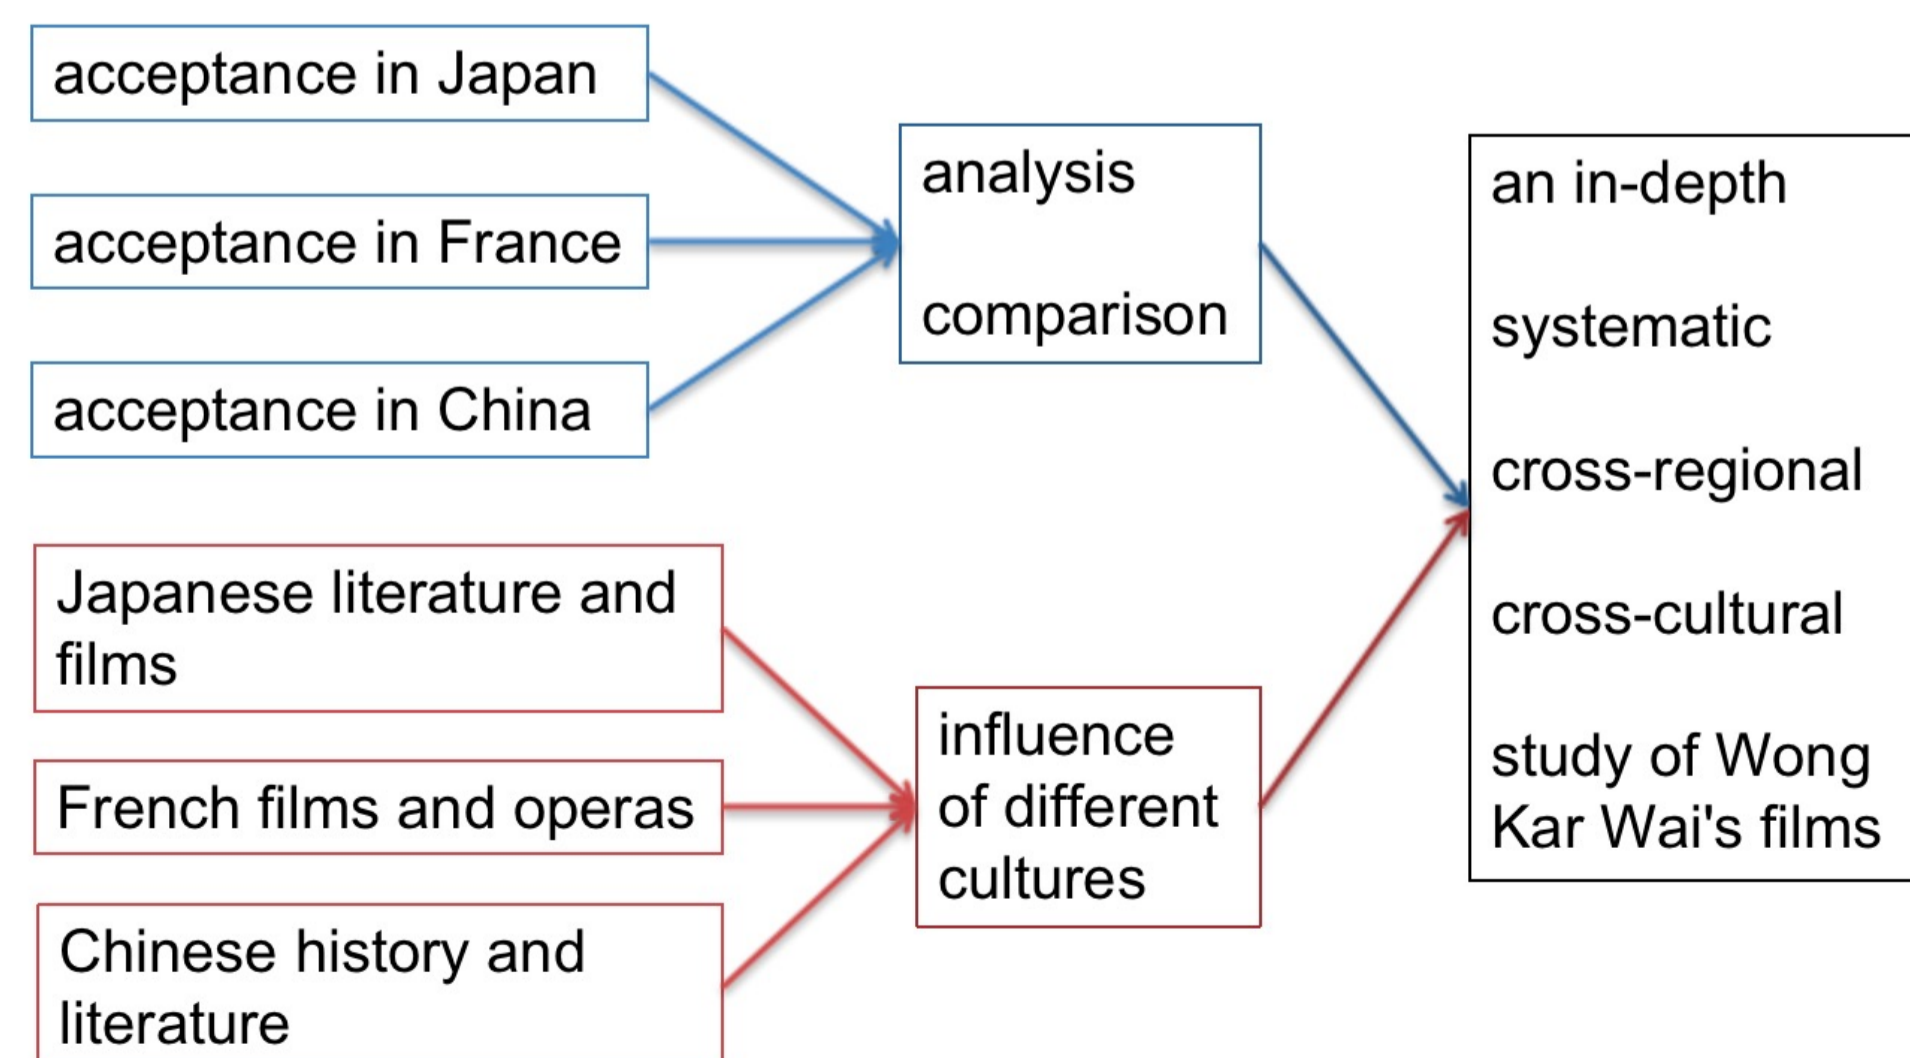 acceptance in Japan
acceptance in France
acceptance in China
analysis
comparison
Japanese literature and
films
French films and operas
Chinese history and
literature
influence
of different
cultures
an in-depth
systematic
cross-regional
cross-cultural
study of Wong
Kar Wai's films